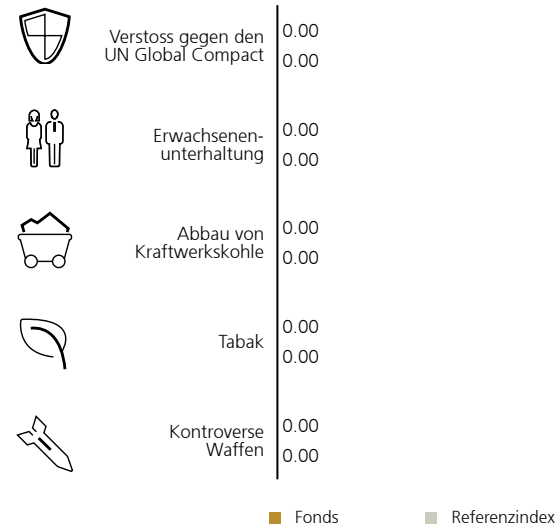 Verstoss gegen den
UN Global Compact
0.00
0.00
Erwachsenen-
unterhaltung
0.00
0.00
Abbau von
Kraftwerkskohle
0.00
0.00
Tabak
0.00
0.00
Kontroverse
Waffen
0.00
0.00
Fonds
Referenzindex